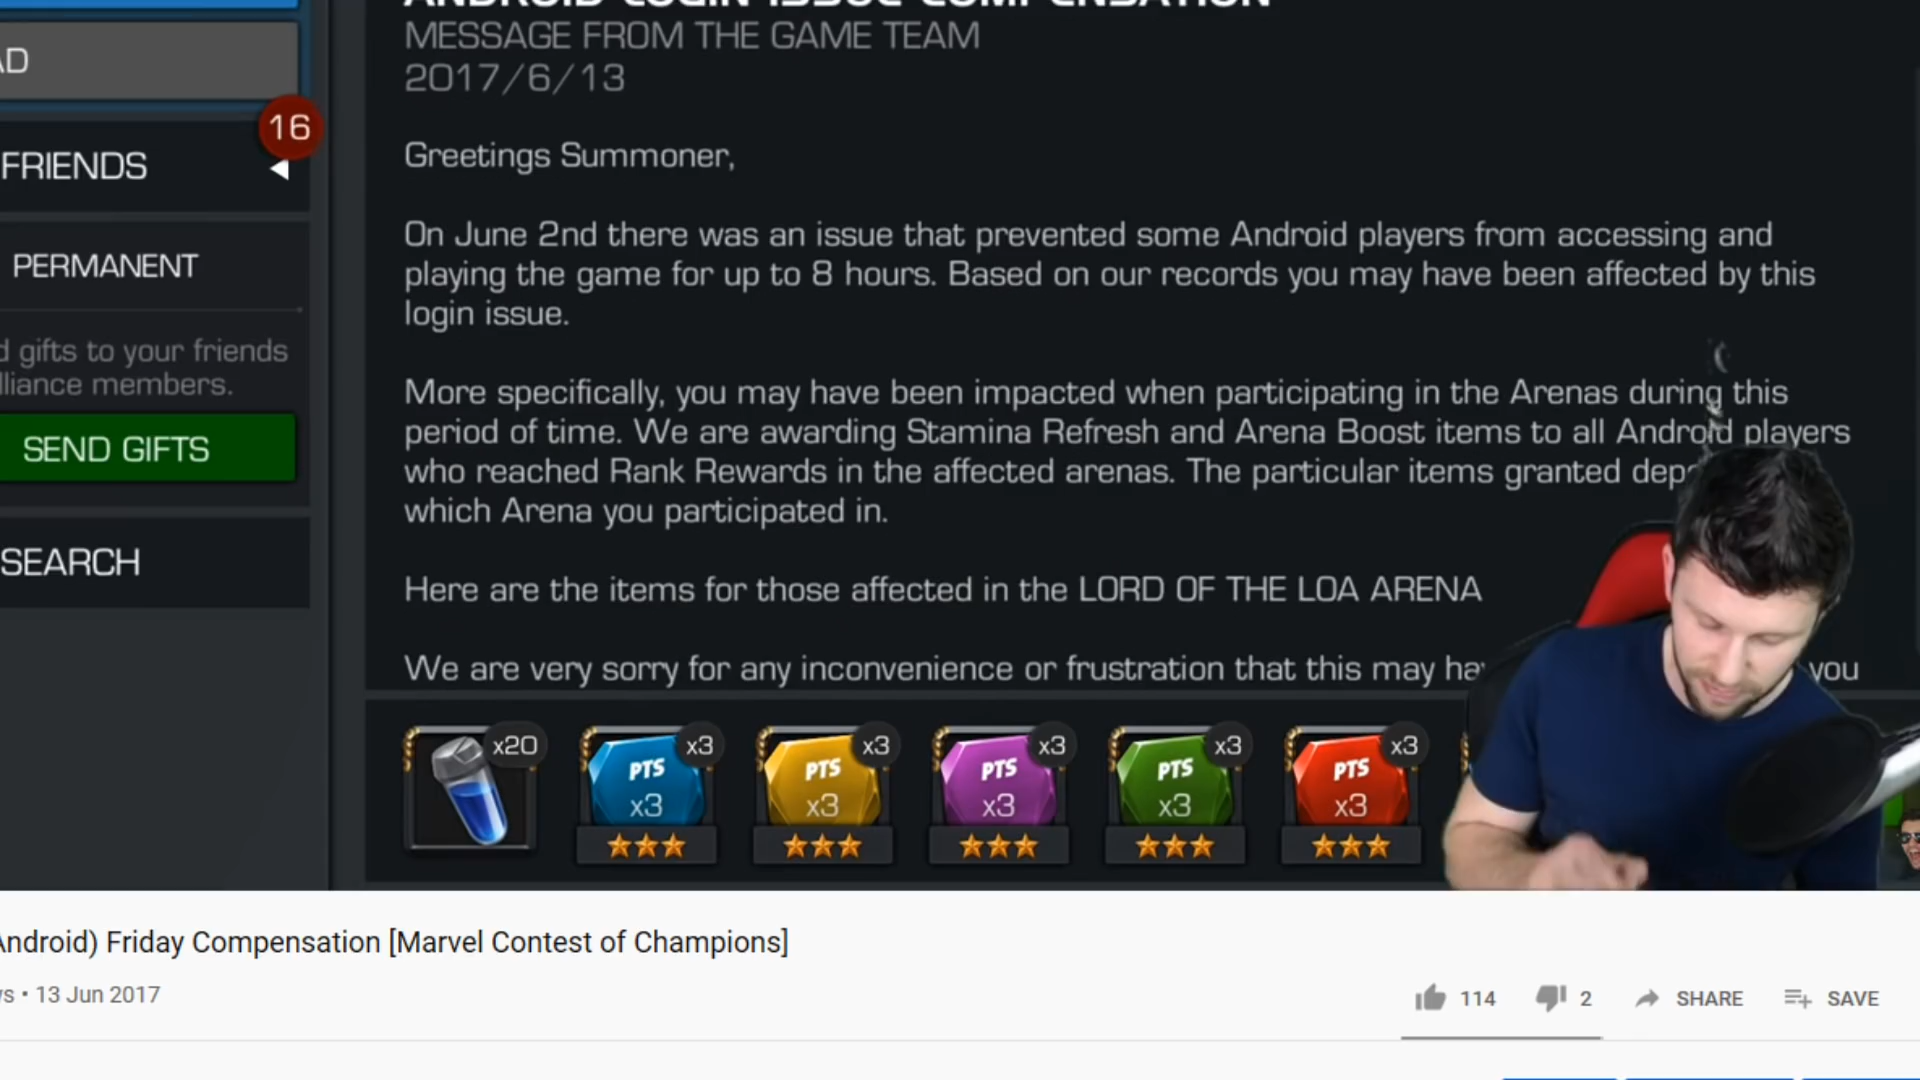 ANDROID LOGIN ISSUE COMPENSATION
MESSAGE FROM THE GAME TEAM
2017/6/13
AD
16
FRIENDS
PERMANENT
d gifts to your friends
lliance members.
SEND GIFTS
SEARCH
Greetings Summoner,
On June 2nd there was an issue that prevented some Android players from accessing and
playing the game for up to 8 hours. Based on our records you may have been affected by this
login issue.
More specifically, you may have been impacted when participating in the Arenas during this
period of time. We are awarding Stamina Refresh and Arena Boost items to all Android players
who reached Rank Rewards in the affected arenas. The particular items granted dep
which Arena you participated in.
Here are the items for those affected in the LORD OF THE LOA ARENA
We are very sorry for any inconvenience or frustration that this may ha you
x20 x3 x3 x3 x3 x3
PTS PTS PTS PTS PTS
x3 x3 x3 x3 x3
Android) Friday Compensation [Marvel Contest of Champions]
ws • 13 Jun 2017
114 2 SHARE SAVE